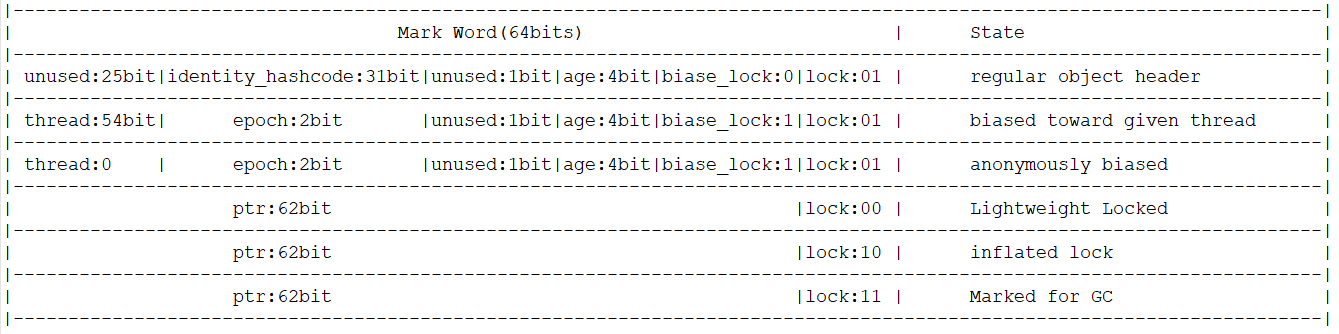 |------------------------------------------------------------------------------------------------------------------------|
| Mark Word(64bits) | State |
|------------------------------------------------------------------------------------------------------------------------|
| unused:25bit|identity_hashcode:31bit|unused:1bit|age:4bit|biase_lock:0|lock:01 | regular object header |
|------------------------------------------------------------------------------------------------------------------------|
| thread:54bit| epoch:2bit |unused:1bit|age:4bit|biase_lock:1|lock:01 | biased toward given thread |
|------------------------------------------------------------------------------------------------------------------------|
| thread:0 | epoch:2bit |unused:1bit|age:4bit|biase_lock:1|lock:01 | anonymously biased |
|------------------------------------------------------------------------------------------------------------------------|
| ptr:62bit |lock:00 | Lightweight Locked |
|------------------------------------------------------------------------------------------------------------------------|
| ptr:62bit |lock:10 | inflated lock |
|------------------------------------------------------------------------------------------------------------------------|
| ptr:62bit |lock:11 | Marked for GC |
|------------------------------------------------------------------------------------------------------------------------|